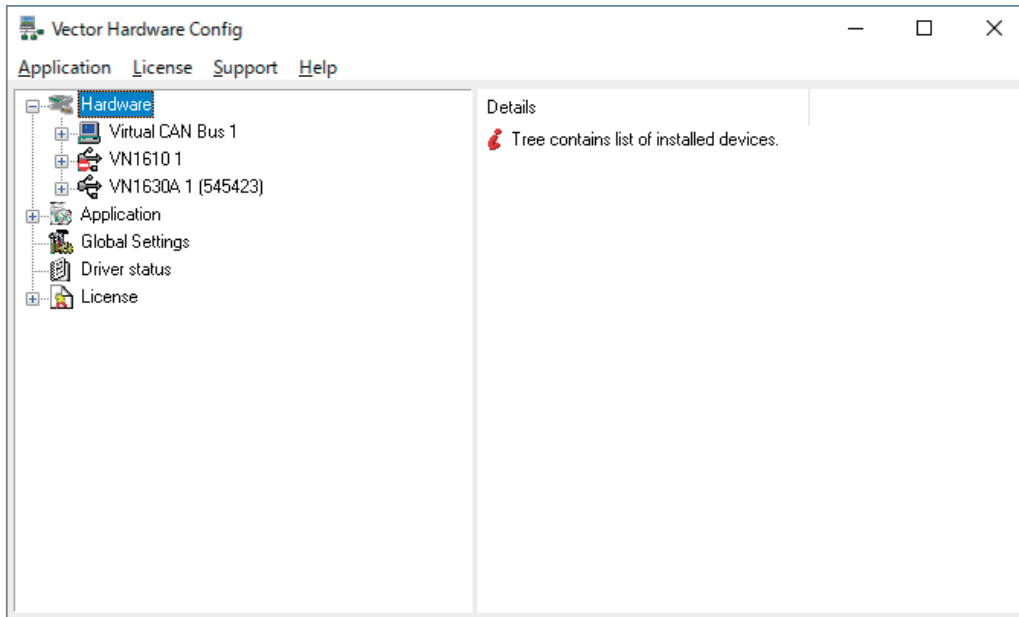 Vector Hardware Config
Application License Support Help
Hardware
Virtual CAN Bus 1
VN1610 1
VN1630A 1 (545423)
Application
Global Settings
Driver status
License
Details
Tree contains list of installed devices.